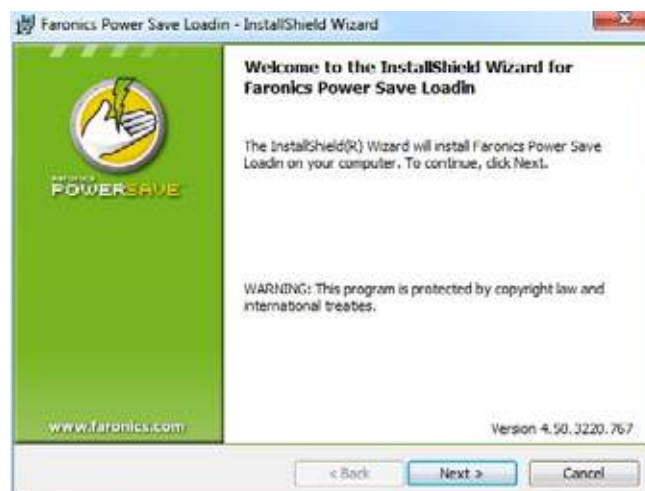 Faronics Power Save Loadin - InstallShield Wizard
Welcome to the InstallShield Wizard for
Faronics Power Save Loadin
The InstallShield(R) Wizard will install Faronics Power Save
Loadin on your computer. To continue, click Next.
FARONICS
POWERSAVE
WARNING: This program is protected by copyright law and
international treaties.
www.faronics.com
Version 4.50.3220.767
< Back
Next >
Cancel